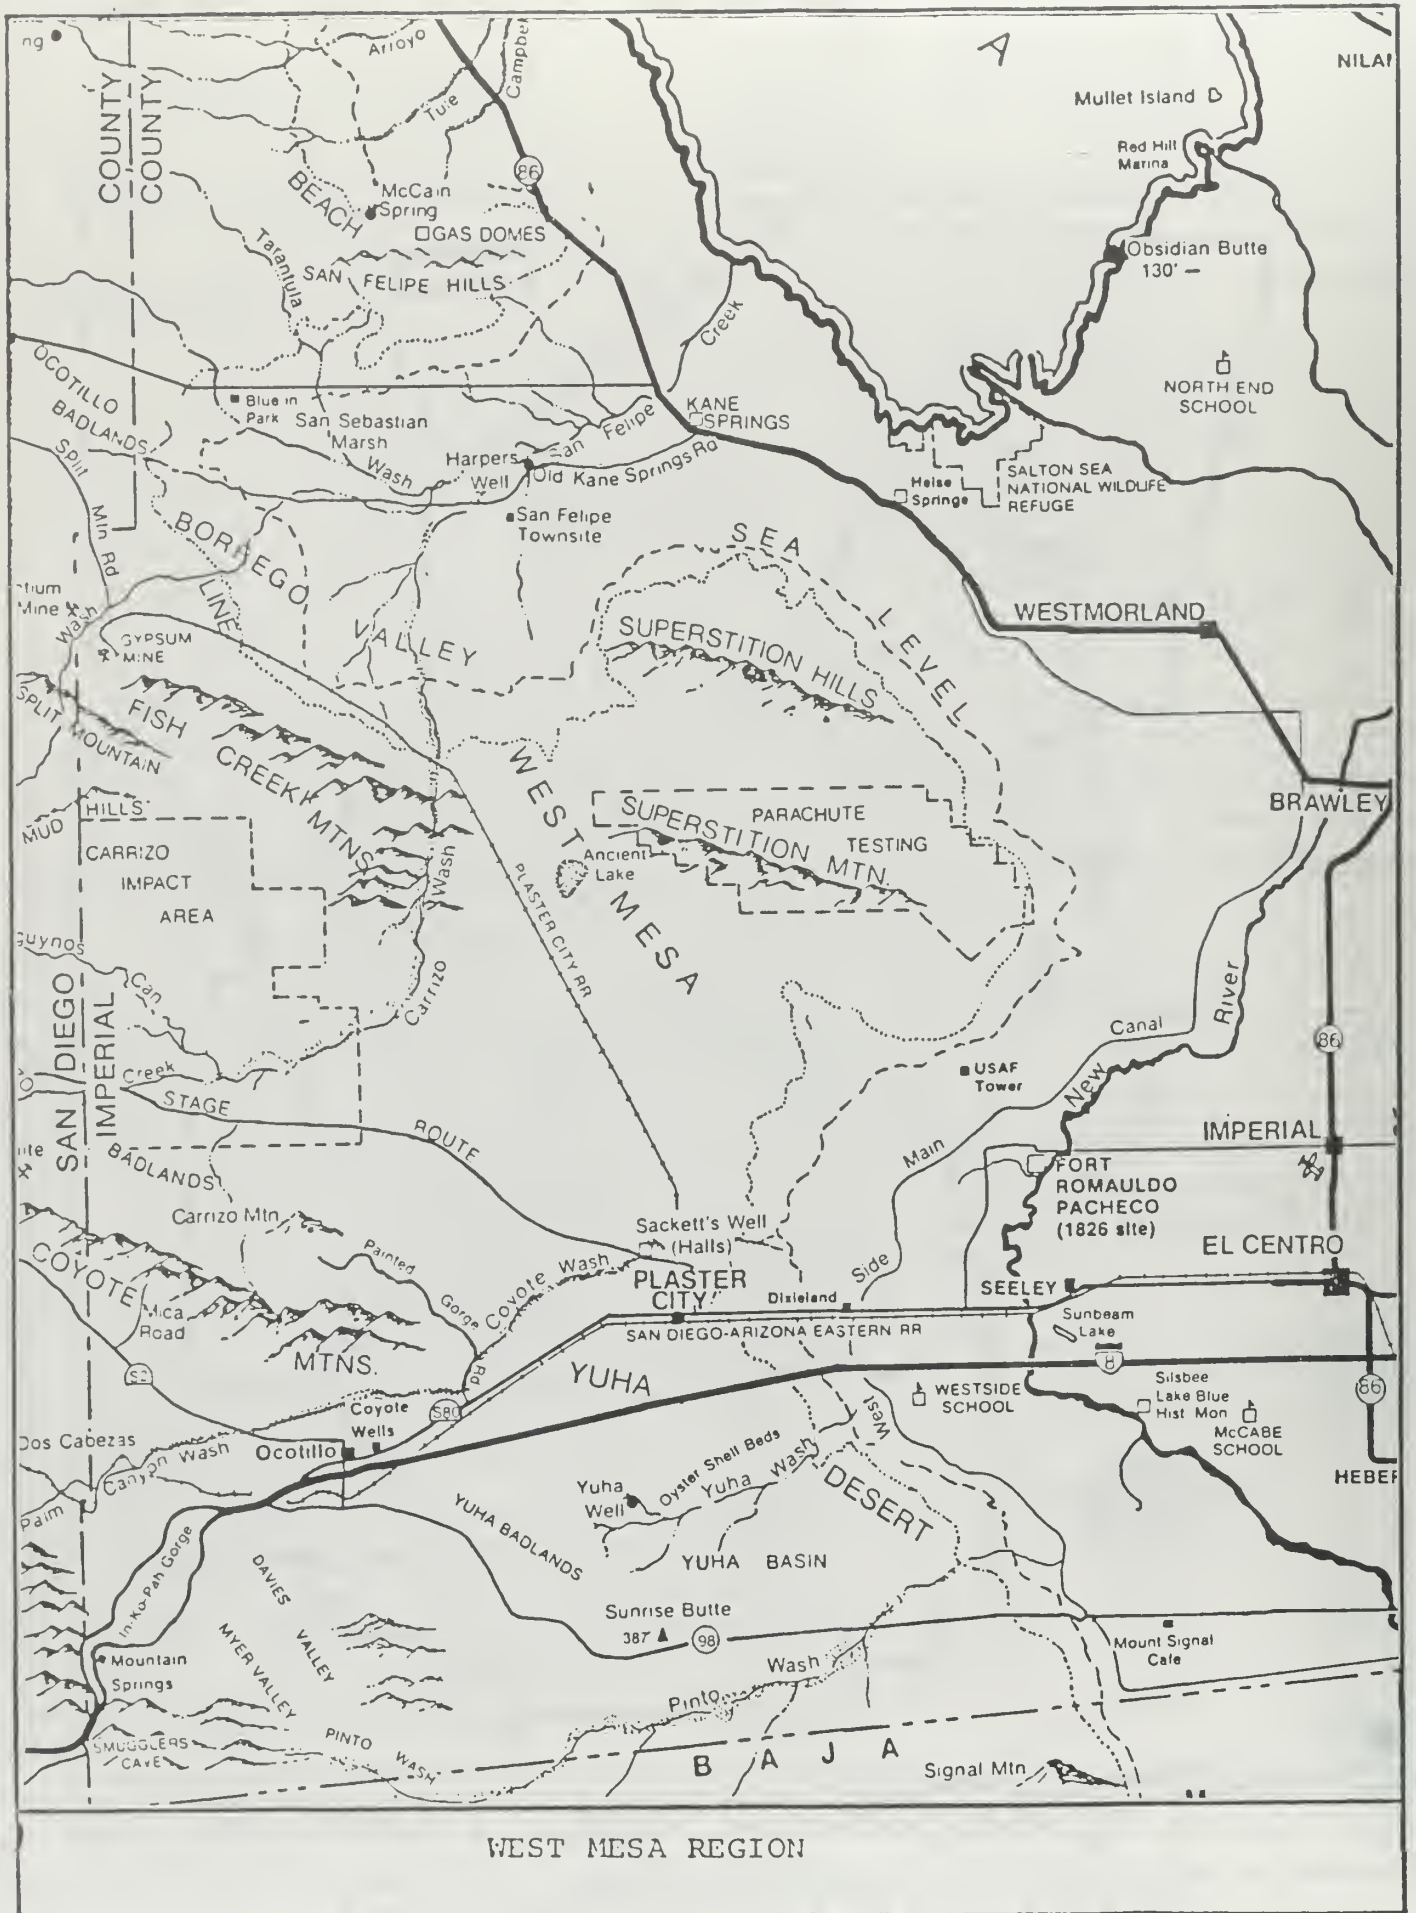 ng
Arroyo
Campbel
A
NILA
COUNTY
COUNTY
Tule
86
Mullet Island
Red Hill
Marina
BEACH
McCain
Spring
GAS DOMES
Tarantula
SAN FELIPE HILLS
Obsidian Butte
130'
Creek
OCOTILLO
BADLANDS
Blue in
Park
San Sebastian
Marsh
Wash
San Felipe
KANE
SPRINGS
NORTH END
SCHOOL
Split
Mtn Rd
Harpers
Well
Old Kane Springs Rd
Heise
Springs
SALTON SEA
NATIONAL WILDLIFE
REFUGE
San Felipe
Townsite
BORREGO
VALLEY
LINE
SEA
LEVEL
tium
Mine
Wash
GYPSUM
MINE
SUPERSTITION HILLS
WESTMORLAND
SPLIT
MOUNTAIN
FISH
CREEK MTNS
WEST
MESA
BRAWLEY
MUD
HILLS
CARRIZO
IMPACT
AREA
SUPERSTITION MTN.
PARACHUTE
TESTING
Ancient
Lake
Wash
Carrizo
PLASTER CITY RR
guynos
Can
SAN DIEGO
IMPERIAL
River
New
Canal
86
Creek
STAGE
ROUTE
USAF
Tower
Main
IMPERIAL
ite
BADLANDS
FORT
ROMAULDO
PACHECO
(1826 site)
Carrizo Mtn
Sackett's Well
(Halls)
COYOTE
Painted
Gorge
Rd
Coyote Wash
PLASTER
CITY
Side
EL CENTRO
Mica
Road
Dixieland
SEELEY
Sunbeam
Lake
SAN DIEGO-ARIZONA EASTERN RR
MTNS.
S2
YUHA
8
S80
Coyote
Wells
WESTSIDE
SCHOOL
West
Silsbee
Lake Blue
Hist Mon
86
McCABE
SCHOOL
Dos Cabezas
Ocotillo
Palm
Canyon Wash
HEBER
Yuha
Well
Oyster Shell Beds
Yuha Wash
DESERT
YUHA BADLANDS
YUHA BASIN
In-Ko-Pah Gorge
DAVIES
VALLEY
MYER VALLEY
Sunrise Butte
387
98
Mountain
Springs
Mount Signal
Cafe
Wash
Pinto
SMUGGLERS
CAVE
PINTO WASH
BAJA
Signal Mtn
WEST MESA REGION